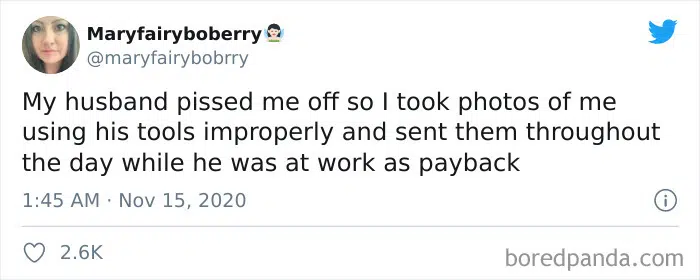 Maryfairyboberry🙇🏻‍♀️
@maryfairybobrry
My husband pissed me off so I took photos of me
using his tools improperly and sent them throughout
the day while he was at work as payback
1:45 AM · Nov 15, 2020
2.6K
boredpanda.com